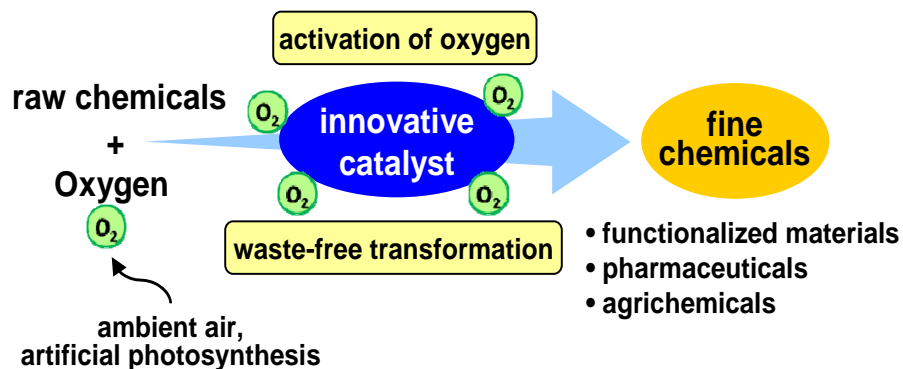 activation of oxygen
raw chemicals
+
Oxygen
O₂
O₂
O₂
innovative
catalyst
O₂
O₂
fine
chemicals
waste-free transformation
• functionalized materials
• pharmaceuticals
• agrichemicals
ambient air,
artificial photosynthesis